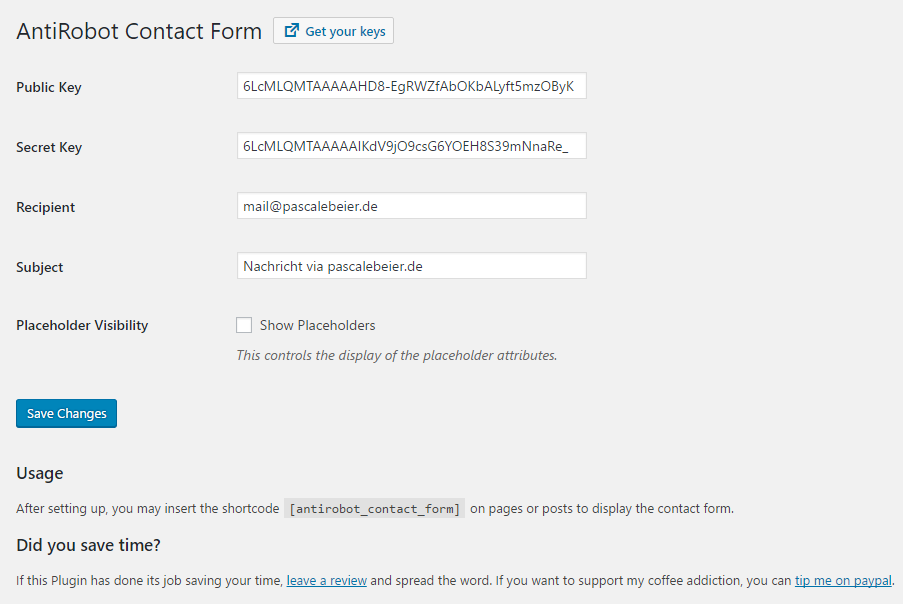 AntiRobot Contact Form Get your keys
Public Key 6LcMLQMTAAAAAHD8-EgRWZfAbOKbALyft5mzOByK
Secret Key 6LcMLQMTAAAAAIKdV9jO9csG6YOEH8S39mNnaRe_
Recipient mail@pascalebeier.de
Subject Nachricht via pascalebeier.de
Placeholder Visibility Show Placeholders
This controls the display of the placeholder attributes.
Save Changes
Usage
After setting up, you may insert the shortcode [antirobot_contact_form] on pages or posts to display the contact form.
Did you save time?
If this Plugin has done its job saving your time, leave a review and spread the word. If you want to support my coffee addiction, you can tip me on paypal.